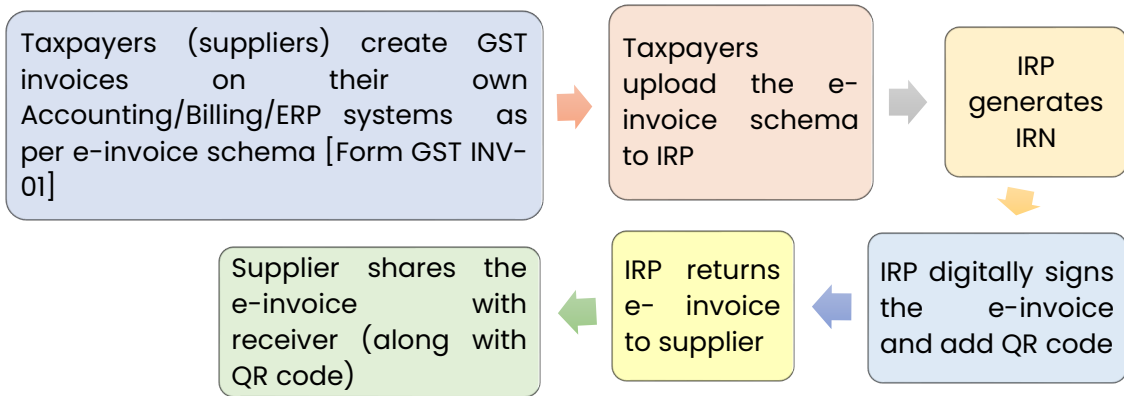 Taxpayers (suppliers) create GST
invoices on their own
Accounting/Billing/ERP systems as
per e-invoice schema [Form GST INV-
01]
Taxpayers
upload the e-
invoice schema
to IRP
IRP
generates
IRN
IRP digitally signs
the e-invoice
and add QR code
IRP returns
e- invoice
to supplier
Supplier shares the
e-invoice with
receiver (along with
QR code)